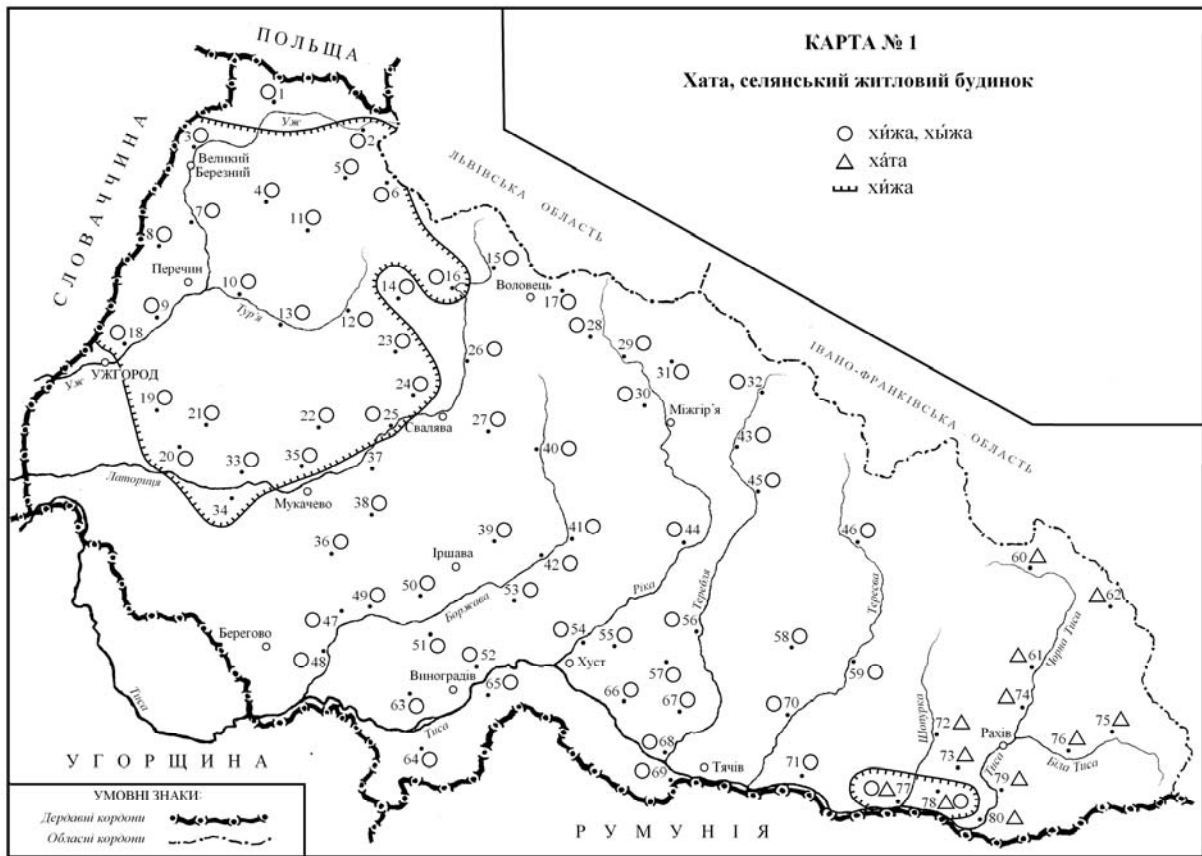 КАРТА № 1
Хата, селянський житловий будинок
хи́жа, хы́жа
ха́та
хи́жа
ПОЛЬЩА
СЛОВАЧЧИНА
ЛЬВІВСЬКА ОБЛАСТЬ
ІВАНО-ФРАНКІВСЬКА ОБЛАСТЬ
1
Уж
3
2
Великий
Березний
5
4
6
7
11
8
15
Перечин
10
14
16
Воловець
17
9
Тур'я
13
12
28
18
23
26
29
Уж
УЖГОРОД
31
32
24
30
19
21
22
25
Свалява
27
Міжгір'я
43
20
33
35
37
40
Латориця
45
34
Мукачево
38
36
39
41
44
46
Іршава
42
60
50
53
Боржава
Ріка
Теребля
Тересва
62
49
47
56
Чорна Тиса
Берегово
51
54
55
58
48
52
Хуст
57
59
61
Виноградів
65
66
67
74
Тиса
63
70
Шопурка
72
75
Тиса
68
Рахів
76
64
69
Тячів
71
73
Біла Тиса
Тиса
79
77
78
80
УГОРЩИНА
РУМУНІЯ
УМОВНІ ЗНАКИ:
Державні кордони
Обласні кордони